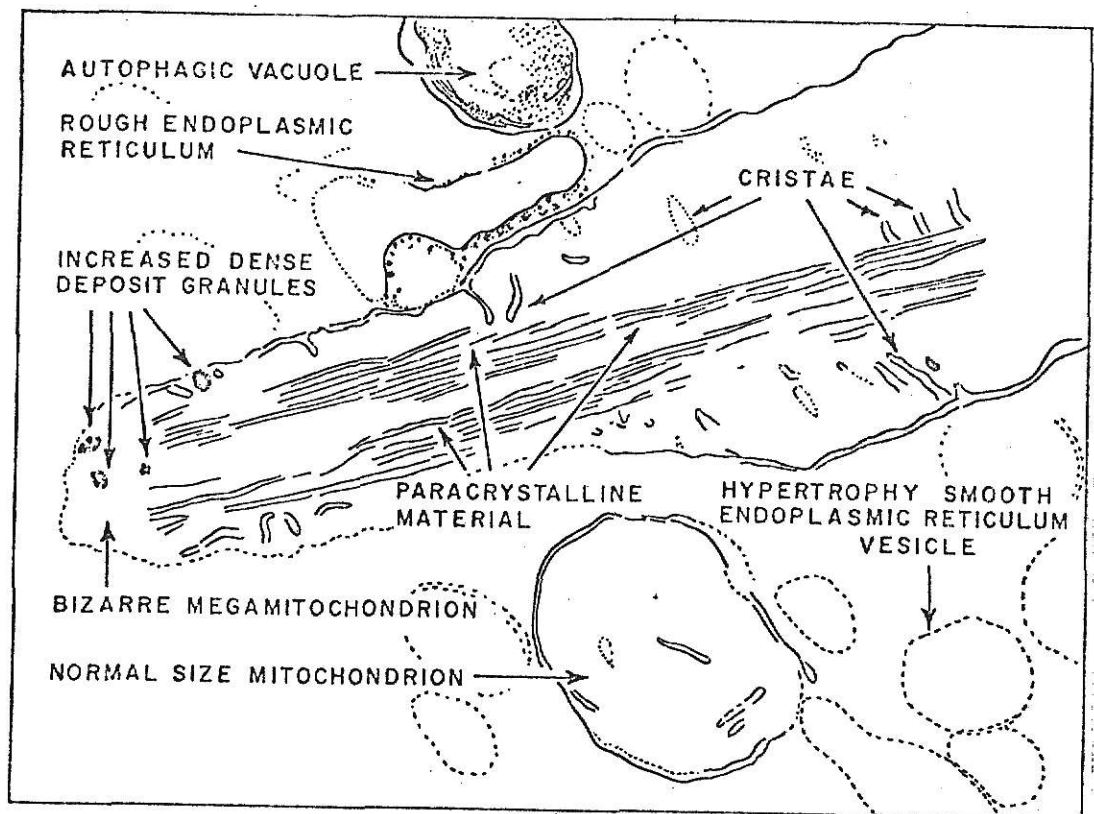 AUTOPHAGIC VACUOLE
ROUGH ENDOPLASMIC
RETICULUM
CRISTAE
INCREASED DENSE
DEPOSIT GRANULES
PARACRYSTALLINE
MATERIAL
HYPERTROPHY SMOOTH
ENDOPLASMIC RETICULUM
VESICLE
BIZARRE MEGAMITOCHONDRION
NORMAL SIZE MITOCHONDRION